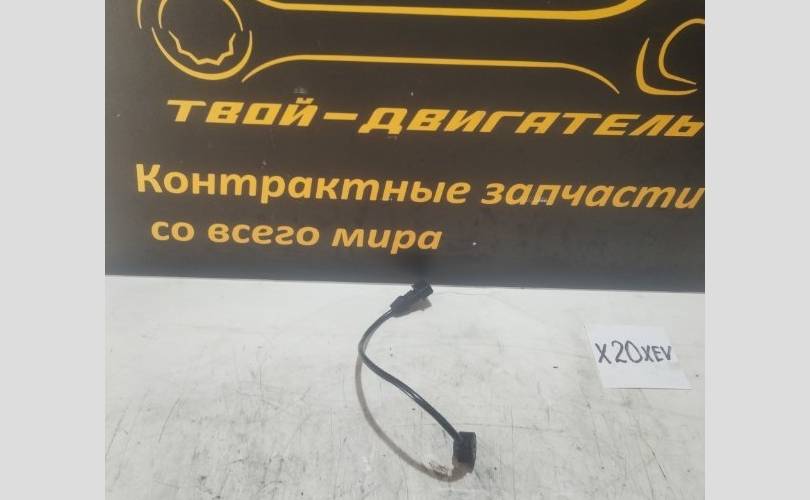 ТВОЙ-ДВИГАТЕЛЬ
Контрактные запчасти
со всего мира
X20XEV